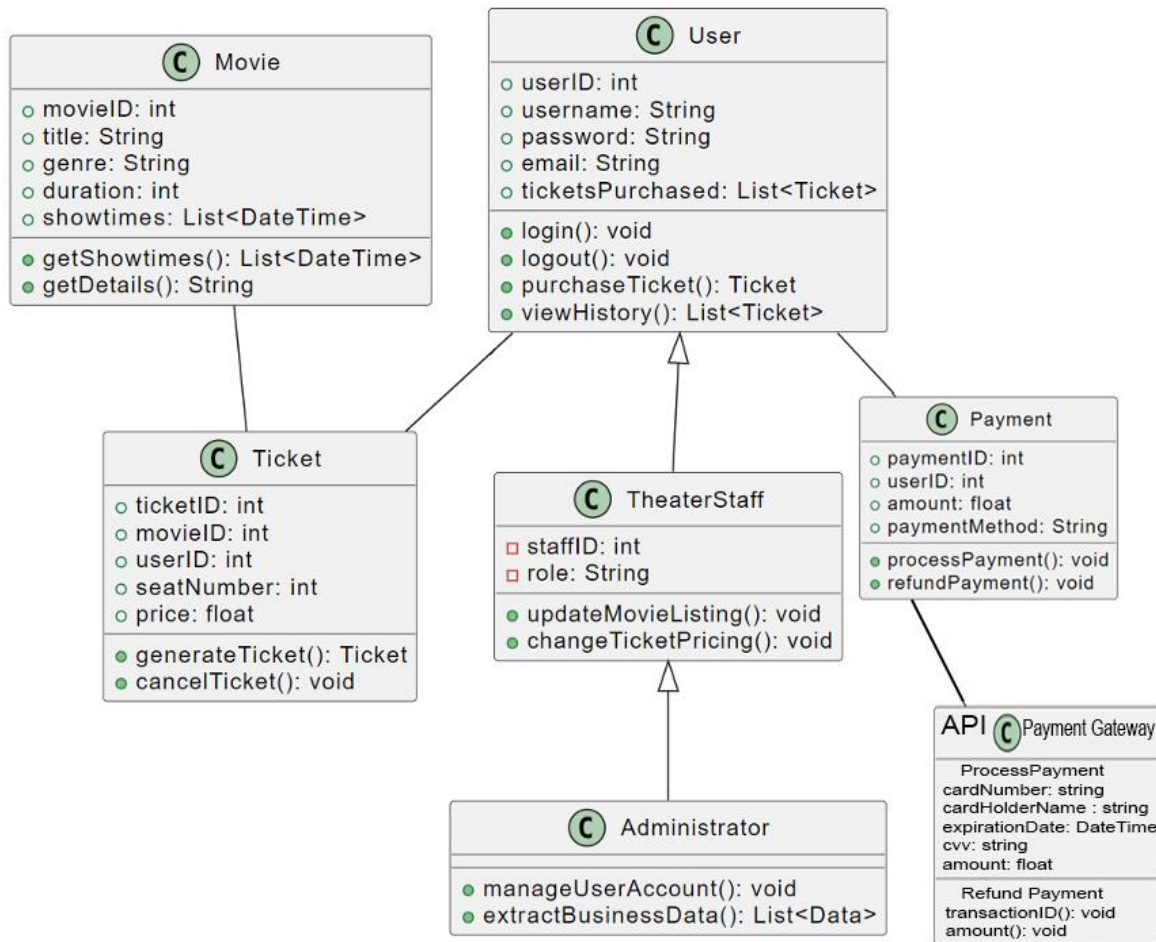 C Movie
movieID: int
title: String
genre: String
duration: int
showtimes: List<DateTime>
getShowtimes(): List<DateTime>
getDetails(): String
C User
userID: int
username: String
password: String
email: String
ticketsPurchased: List<Ticket>
login(): void
logout(): void
purchaseTicket(): Ticket
viewHistory(): List<Ticket>
C Ticket
ticketID: int
movieID: int
userID: int
seatNumber: int
price: float
generateTicket(): Ticket
cancelTicket(): void
C TheaterStaff
staffID: int
role: String
updateMovieListing(): void
changeTicketPricing(): void
C Payment
paymentID: int
userID: int
amount: float
paymentMethod: String
processPayment(): void
refundPayment(): void
C Administrator
manageUserAccount(): void
extractBusinessData(): List<Data>
API C Payment Gateway
ProcessPayment
cardNumber: string
cardHolderName : string
expirationDate: DateTime
cvv: string
amount: float
Refund Payment
transactionID(): void
amount(): void